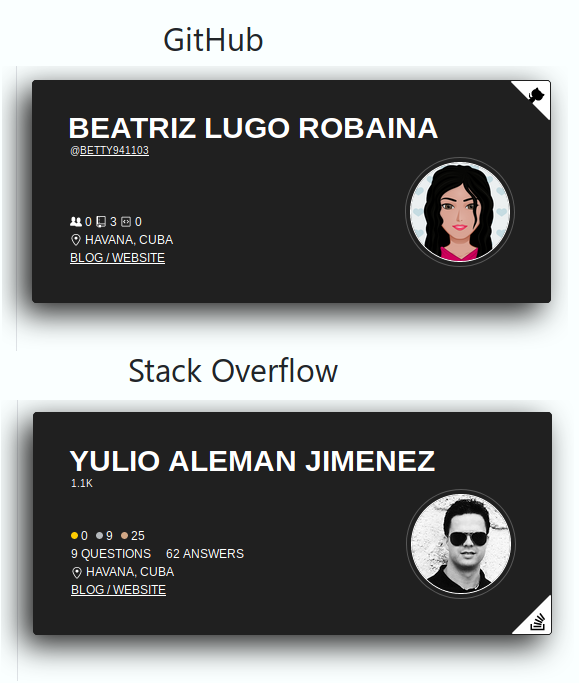 GitHub
BEATRIZ LUGO ROBAINA
@BETTY941103
0 3 0
HAVANA, CUBA
BLOG / WEBSITE
Stack Overflow
YULIO ALEMAN JIMENEZ
1.1K
0 9 25
9 QUESTIONS 62 ANSWERS
HAVANA, CUBA
BLOG / WEBSITE